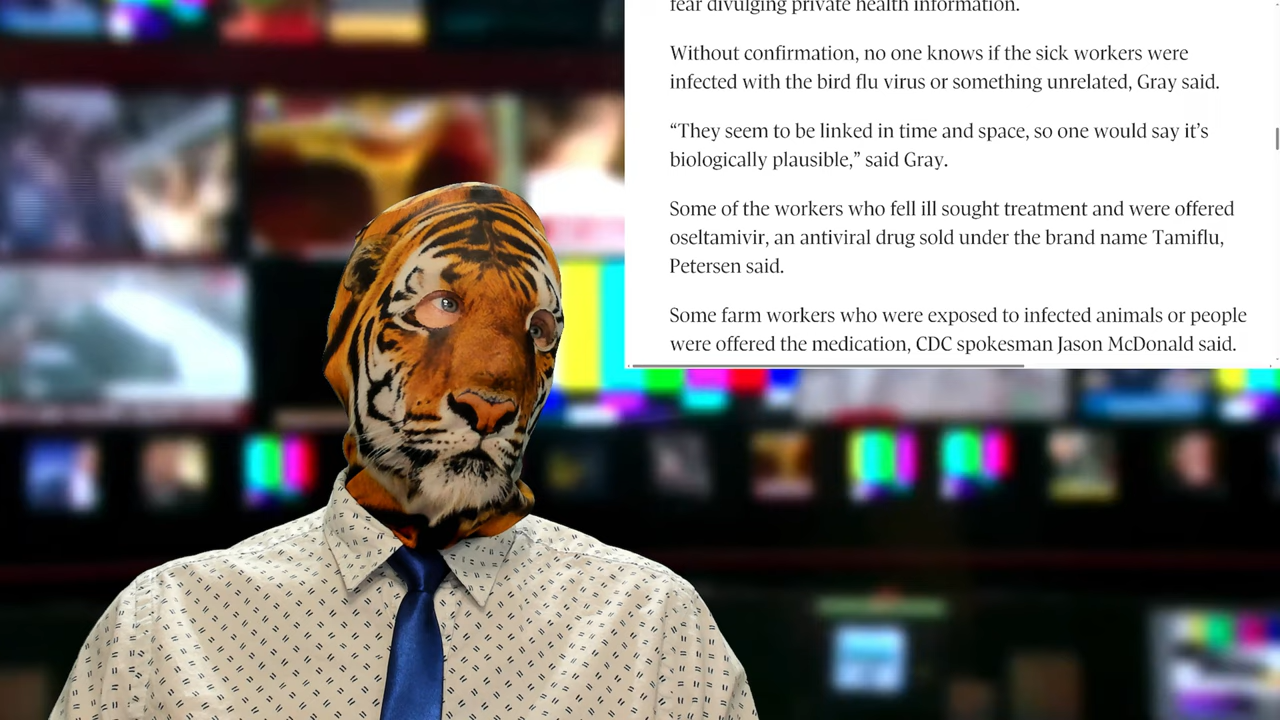 fear divulging private health information.
Without confirmation, no one knows if the sick workers were
infected with the bird flu virus or something unrelated, Gray said.
“They seem to be linked in time and space, so one would say it’s
biologically plausible,” said Gray.
Some of the workers who fell ill sought treatment and were offered
oseltamivir, an antiviral drug sold under the brand name Tamiflu,
Petersen said.
Some farm workers who were exposed to infected animals or people
were offered the medication, CDC spokesman Jason McDonald said.